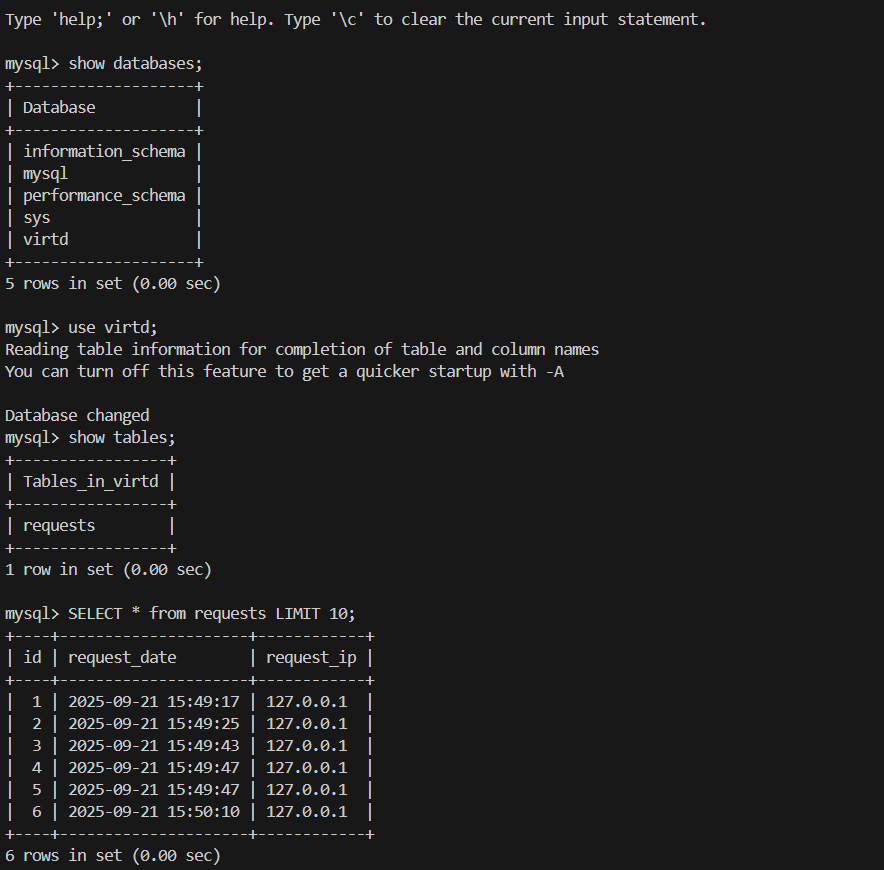 Type 'help;' or '\h' for help. Type '\c' to clear the current input statement.
mysql> show databases;
+--------------------+
| Database           |
+--------------------+
| information_schema |
| mysql              |
| performance_schema |
| sys                |
| virtd              |
+--------------------+
5 rows in set (0.00 sec)
mysql> use virtd;
Reading table information for completion of table and column names
You can turn off this feature to get a quicker startup with -A
Database changed
mysql> show tables;
+-----------------+
| Tables_in_virtd |
+-----------------+
| requests        |
+-----------------+
1 row in set (0.00 sec)
mysql> SELECT * from requests LIMIT 10;
+----+---------------------+------------+
| id | request_date        | request_ip |
+----+---------------------+------------+
|  1 | 2025-09-21 15:49:17 | 127.0.0.1  |
|  2 | 2025-09-21 15:49:25 | 127.0.0.1  |
|  3 | 2025-09-21 15:49:43 | 127.0.0.1  |
|  4 | 2025-09-21 15:49:47 | 127.0.0.1  |
|  5 | 2025-09-21 15:49:47 | 127.0.0.1  |
|  6 | 2025-09-21 15:50:10 | 127.0.0.1  |
+----+---------------------+------------+
6 rows in set (0.00 sec)